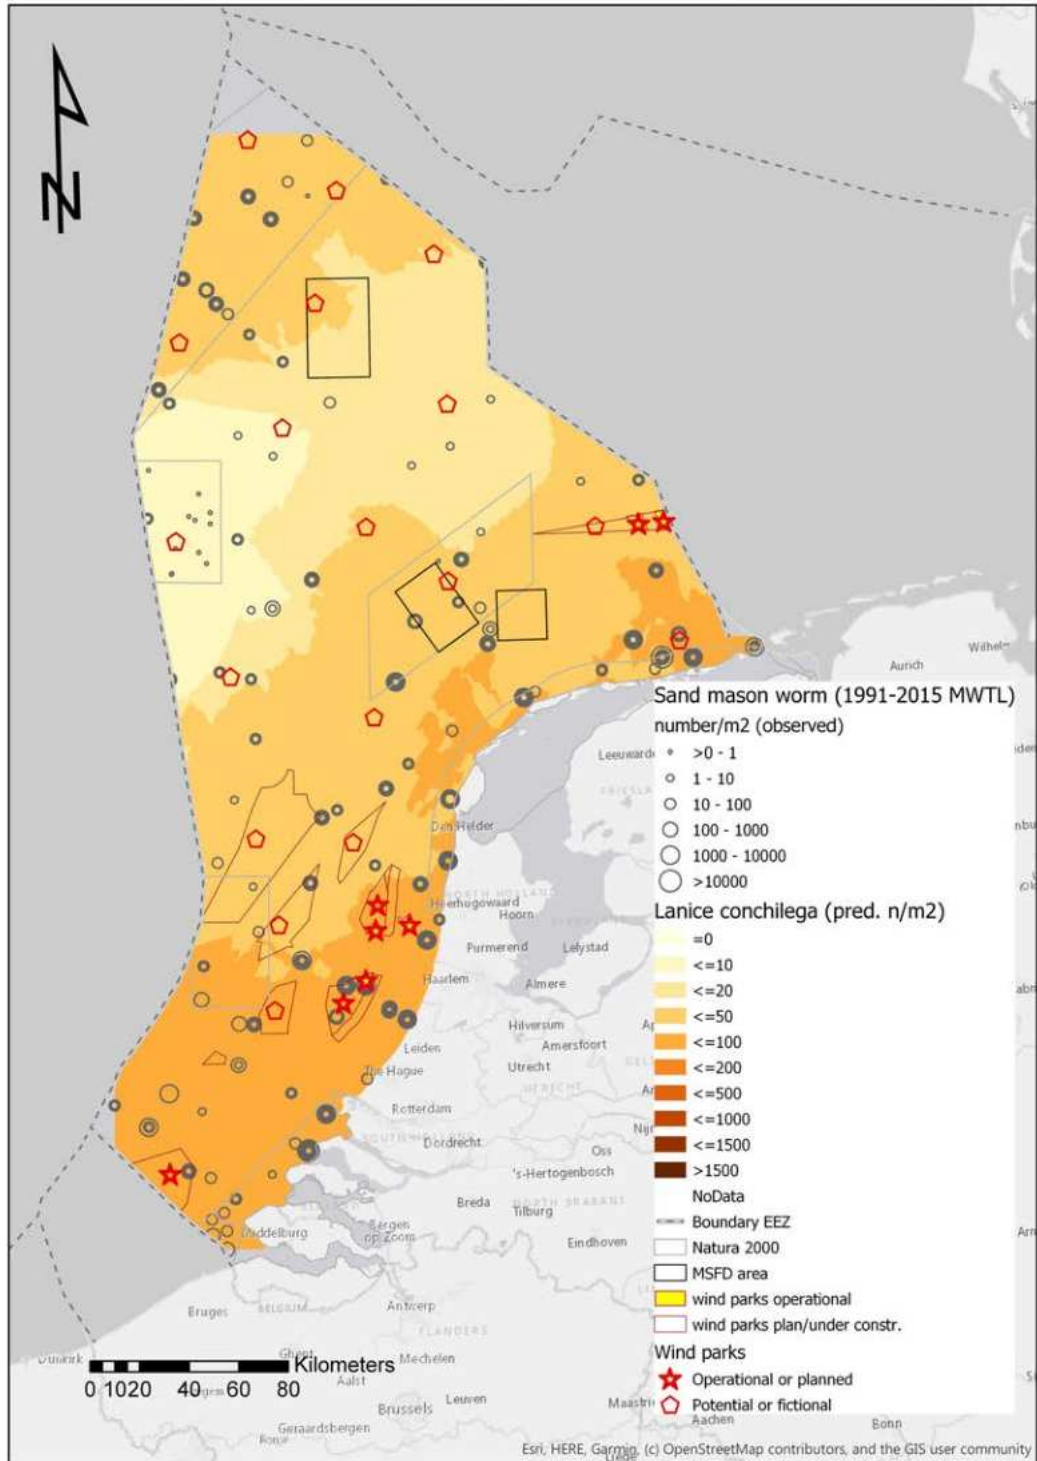 N
Wilhelm
Aurich
Sand mason worm (1991-2015 MWTL)
number/m2 (observed)
>0 - 1
1 - 10
10 - 100
100 - 1000
1000 - 10000
>10000
Lanice conchilega (pred. n/m2)
=0
<=10
<=20
<=50
<=100
<=200
<=500
<=1000
<=1500
>1500
NoData
Boundary EEZ
Natura 2000
MSFD area
wind parks operational
wind parks plan/under constr.
Wind parks
Operational or planned
Potential or fictional
Leeuwarde
Den Helder
NORTH HOLLAND
Heerhugowaard
Hoorn
Purmerend
Lelystad
Haarlem
Almere
Hilversum
Amersfoort
Leiden
Utrecht
The Hague
UTRECHT
Rotterdam
SOUTH HOLLAND
Dordrecht
Oss
's-Hertogenbosch
Breda
NORTH BRABANT
Tilburg
Middelburg
Bergen
op Zoom
Eindhoven
Bruges
BELGIUM
Antwerp
FLANDERS
Ghent
Mechelen
Kilometers
0 10 20 40 60 80
Aalst
Leuven
Brussels
Maastri
Aachen
Bonn
Geraardsbergen
Esri, HERE, Garmin, (c) OpenStreetMap contributors, and the GIS user community